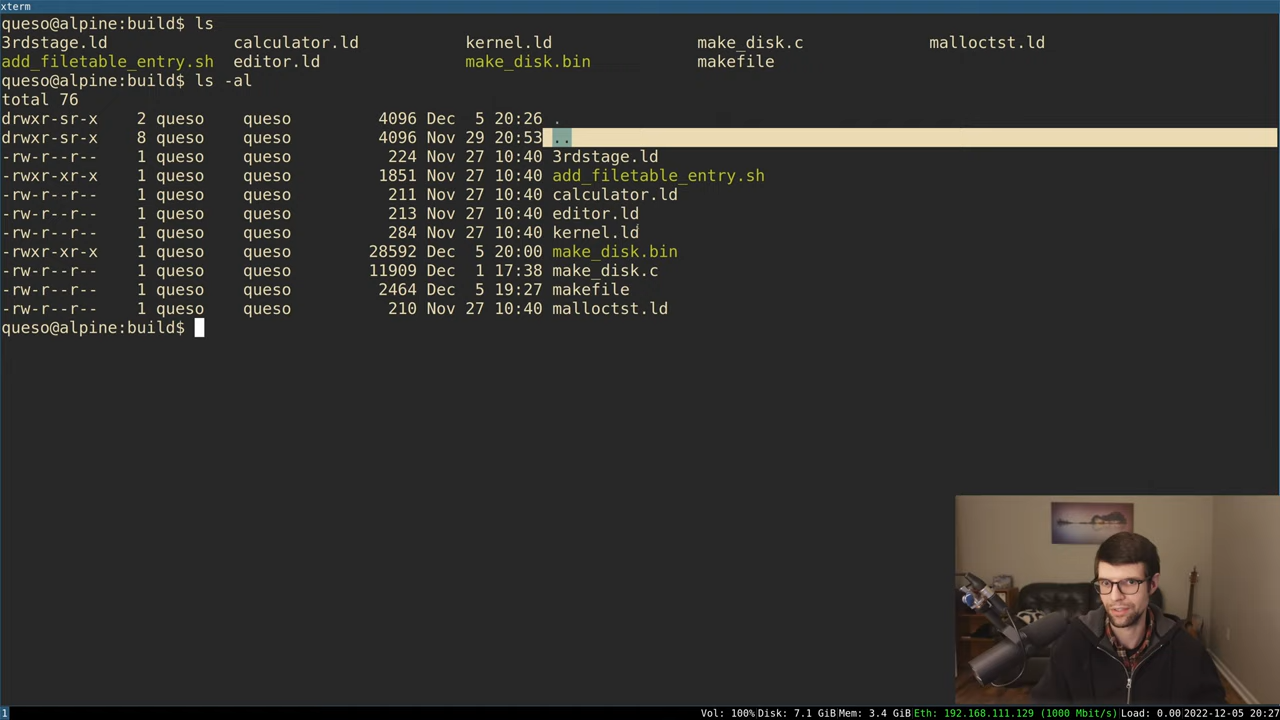 xterm
queso@alpine:build$ ls
3rdstage.ld calculator.ld kernel.ld make_disk.c malloctst.ld
add_filetable_entry.sh editor.ld make_disk.bin makefile
queso@alpine:build$ ls -al
total 76
drwxr-sr-x 2 queso queso 4096 Dec 5 20:26 .
drwxr-sr-x 8 queso queso 4096 Nov 29 20:53 ..
-rw-r--r-- 1 queso queso 224 Nov 27 10:40 3rdstage.ld
-rwxr-xr-x 1 queso queso 1851 Nov 27 10:40 add_filetable_entry.sh
-rw-r--r-- 1 queso queso 211 Nov 27 10:40 calculator.ld
-rw-r--r-- 1 queso queso 213 Nov 27 10:40 editor.ld
-rw-r--r-- 1 queso queso 284 Nov 27 10:40 kernel.ld
-rwxr-xr-x 1 queso queso 28592 Dec 5 20:00 make_disk.bin
-rw-r--r-- 1 queso queso 11909 Dec 1 17:38 make_disk.c
-rw-r--r-- 1 queso queso 2464 Dec 5 19:27 makefile
-rw-r--r-- 1 queso queso 210 Nov 27 10:40 malloctst.ld
queso@alpine:build$
1 Vol: 100% Disk: 7.1 GiB Mem: 3.4 GiB Eth: 192.168.111.129 (1000 Mbit/s) Load: 0.00 2022-12-05 20:27